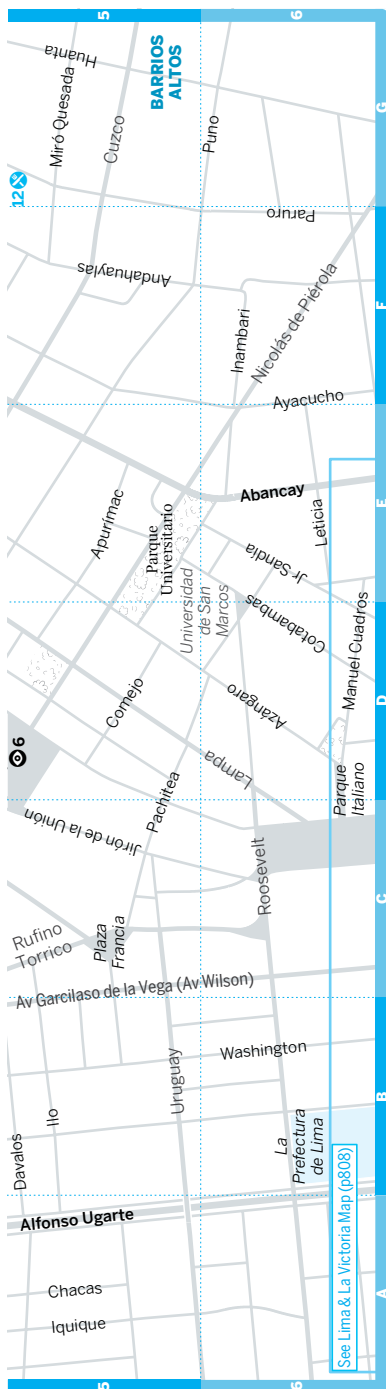 5
6
Huanta
Miró Quesada
Cuzco
BARRIOS
ALTOS
Puno
G
12
Paruro
Andahuaylas
F
Inambari
Nicolás de Piérola
Ayacucho
Apurímac
Parque
Universitario
Abancay
E
Leticia
Universidad
de San
Marcos
Jr Sandia
Cotabambas
6
Comejo
Azángaro
Manuel Cuadros
D
Lampa
Parque
Italiano
Jirón de la Unión
Pachitea
Roosevelt
Rufino
Torrico
Plaza
Francia
C
Av Garcilaso de la Vega (Av Wilson)
Washington
Uruguay
Davalos
Ilo
B
La
Prefectura
de Lima
Alfonso Ugarte
See Lima & La Victoria Map (p808)
Chacas
Iquique
A
5
6